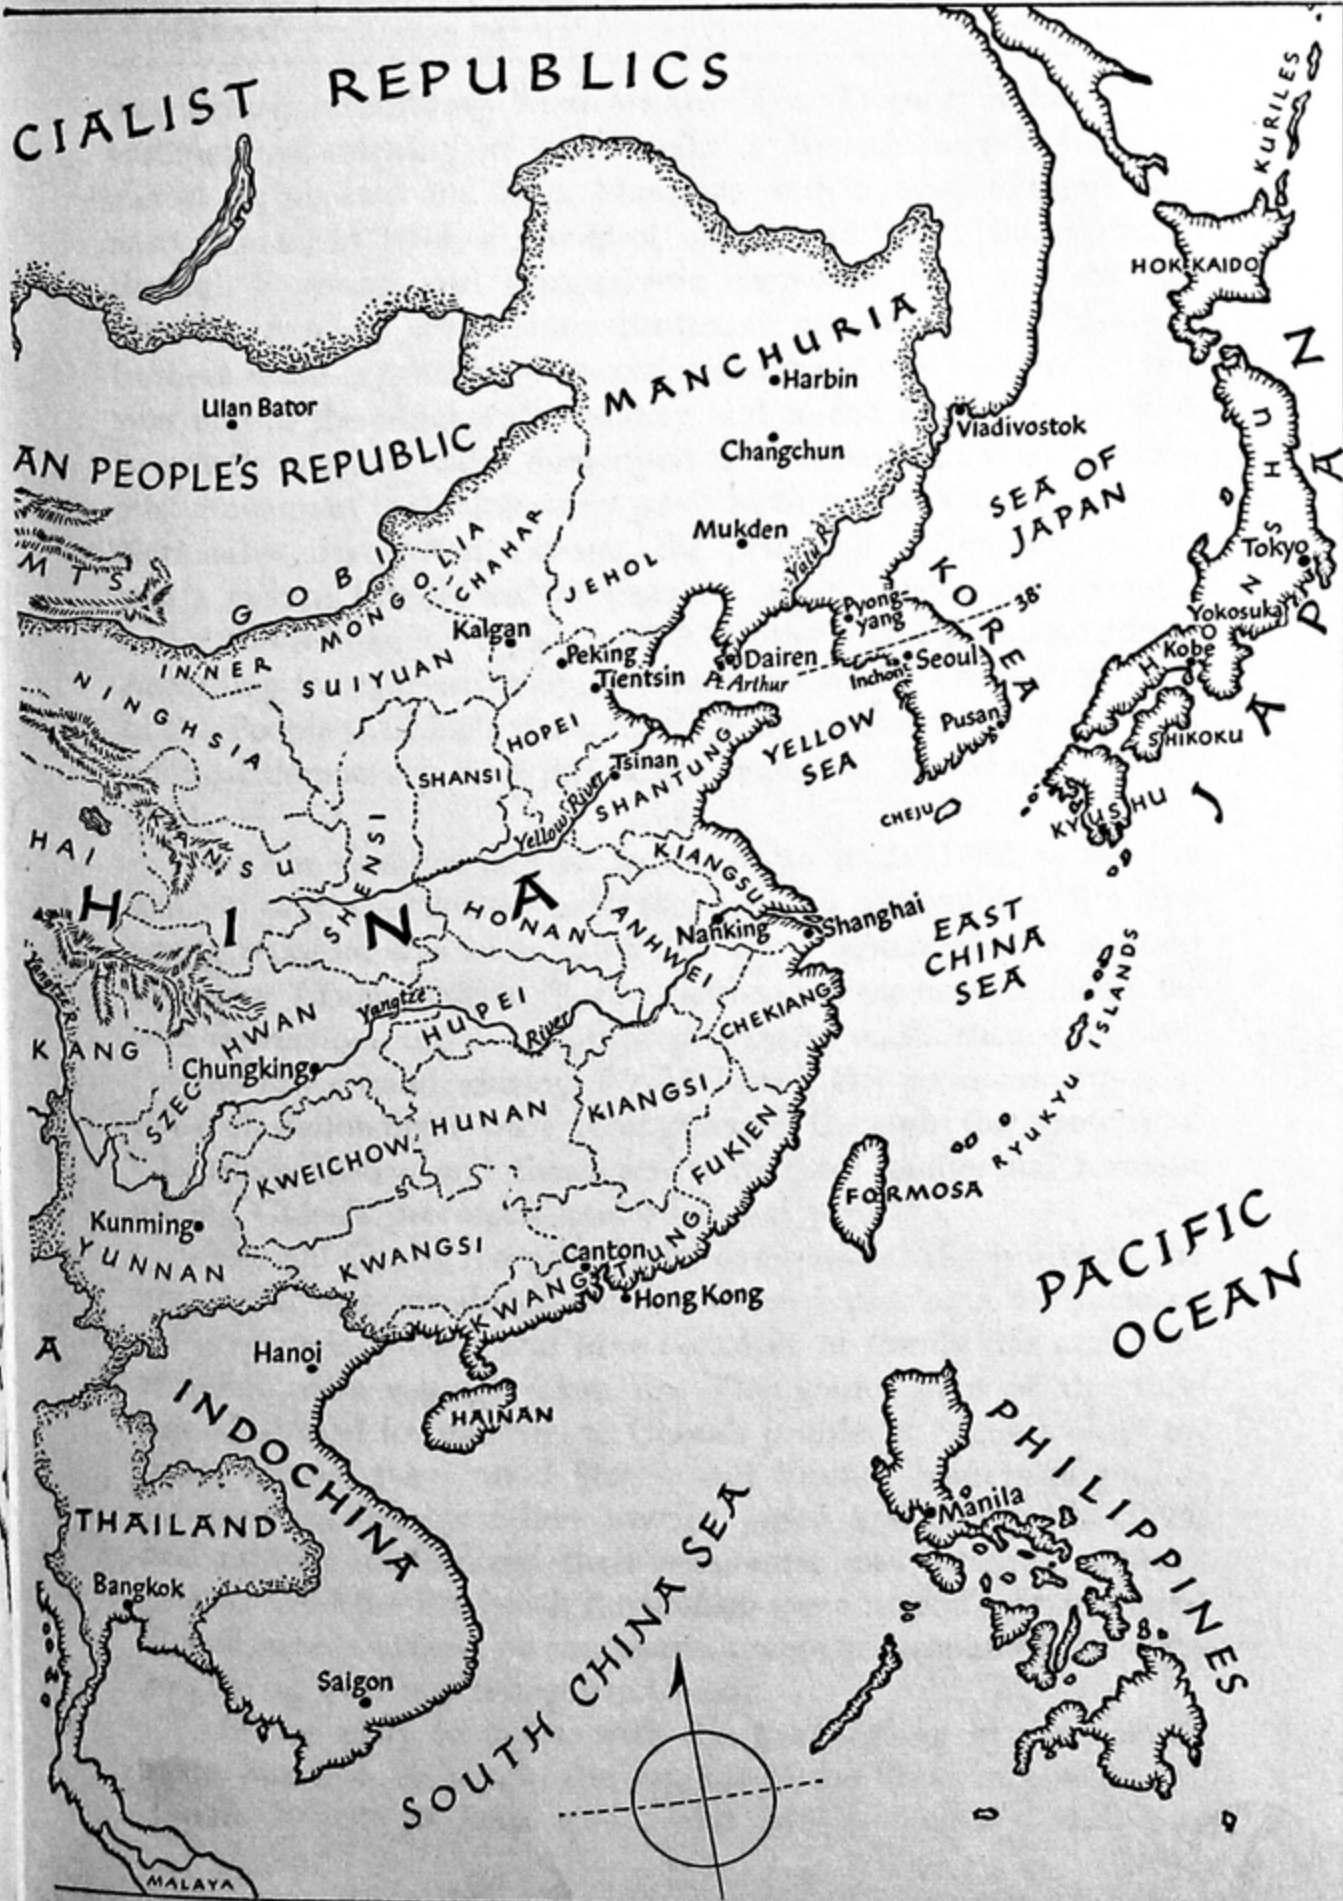 CIALIST REPUBLICS
KURILES
HOKKAIDO
MANCHURIA
Harbin
Ulan Bator
Vladivostok
AN PEOPLE'S REPUBLIC
Changchun
SEA OF
JAPAN
JAPAN
HONSHU
Mukden
Yalu R.
Tokyo
MTS
GOBI
INNER MONGOLIA
CHAHAR
JEHOL
KOREA
38°
Pyong-
yang
Yokosuka
Kobe
Kalgan
Peking
Tientsin
Dairen
Pt. Arthur
Seoul
Inchon
NINGHSIA
SUIYUAN
HOPEI
Pusan
SHIKOKU
YELLOW
SEA
SHANSI
Tsinan
SHANTUNG
CHEJU
KYUSHU
Yellow River
HAI
KANSU
SHENSI
KIANGSU
HINA
HONAN
ANHWEI
Nanking
Shanghai
EAST
CHINA
SEA
RYUKYU ISLANDS
Yangtze R.
KANG
SZECHWAN
Yangtze River
HUPEI
CHEKIANG
Chungking
HUNAN
KIANGSI
KWEICHOW
FUKIEN
FORMOSA
Kunming
YUNNAN
KWANGSI
Canton
KWANGTUNG
Hong Kong
PACIFIC
OCEAN
A
Hanoi
INDOCHINA
HAINAN
PHILIPPINES
Manila
THAILAND
Bangkok
Saigon
SOUTH CHINA SEA
MALAYA